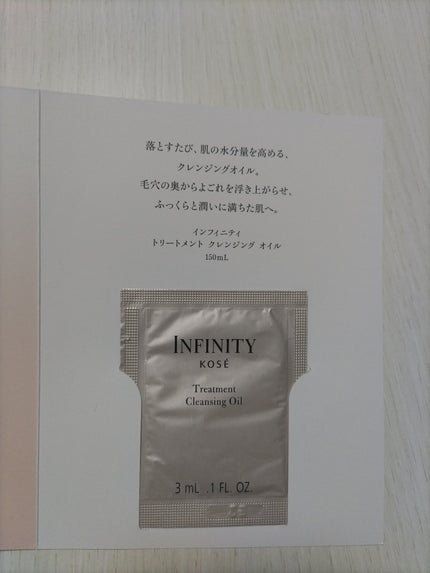 落とすたび、肌の水分量を高める、
クレンジングオイル。
毛穴の奥からよごれを浮き上がらせ、
ふっくらと潤いに満ちた肌へ。
インフィニティ
トリートメント クレンジング オイル
150mL
INFINITY
KOSÉ
Treatment
Cleansing Oil
3 mL .1 FL. OZ.